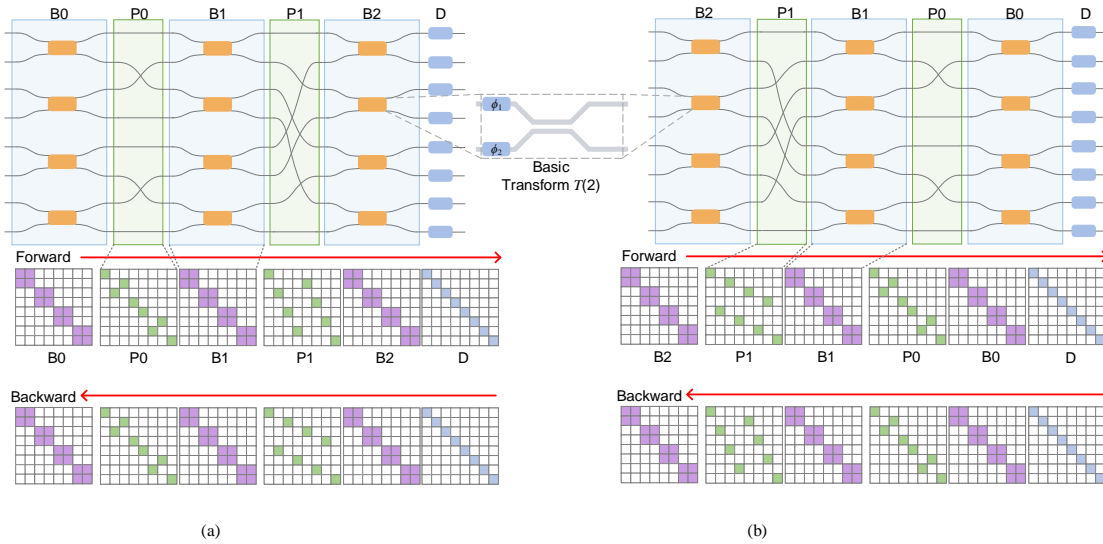 B0 P0 B1 P1 B2 D
B2 P1 B1 P0 B0 D
ϕ1
ϕ2
Basic
Transform T(2)
Forward
Forward
B0 P0 B1 P1 B2 D
B2 P1 B1 P0 B0 D
Backward
Backward
(a)
(b)